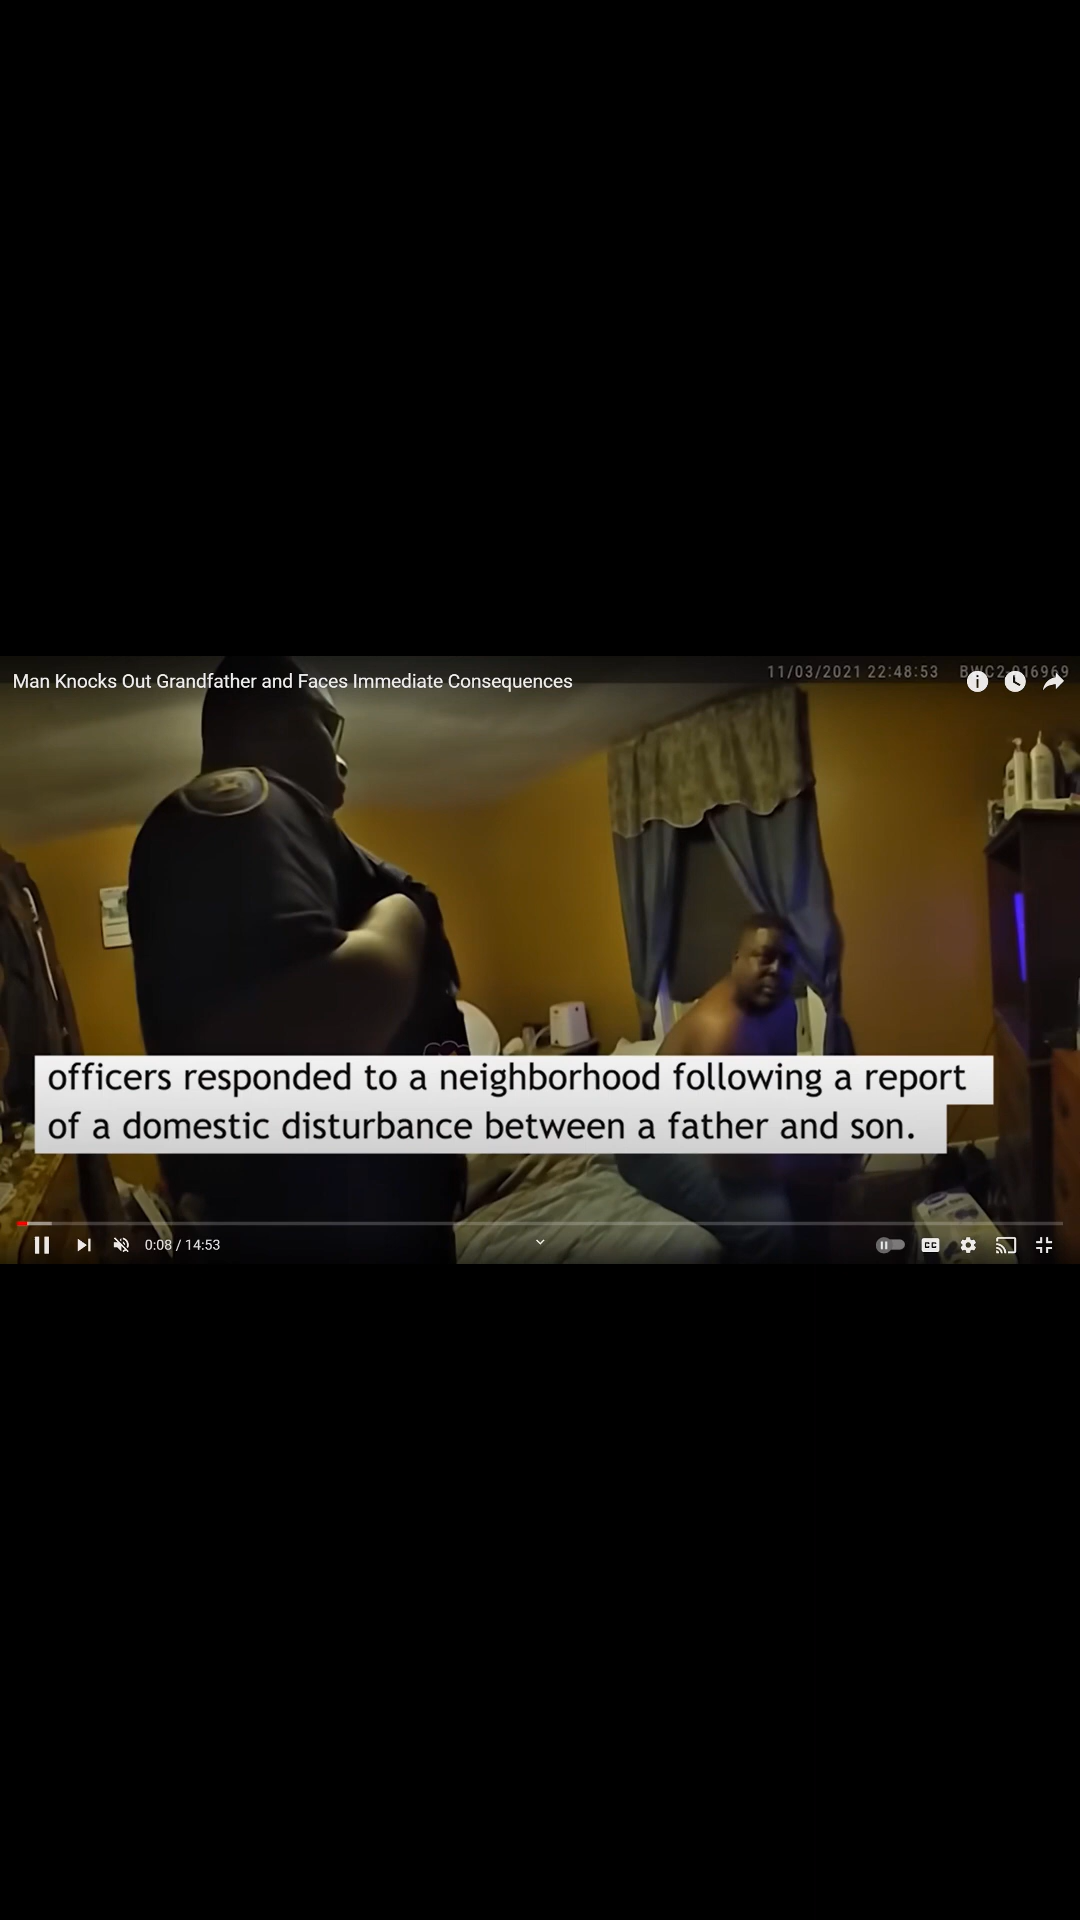 Man Knocks Out Grandfather and Faces Immediate Consequences
11/03/2021 22:48:53
officers responded to a neighborhood following a report
of a domestic disturbance between a father and son.
0:08 / 14:53
CC